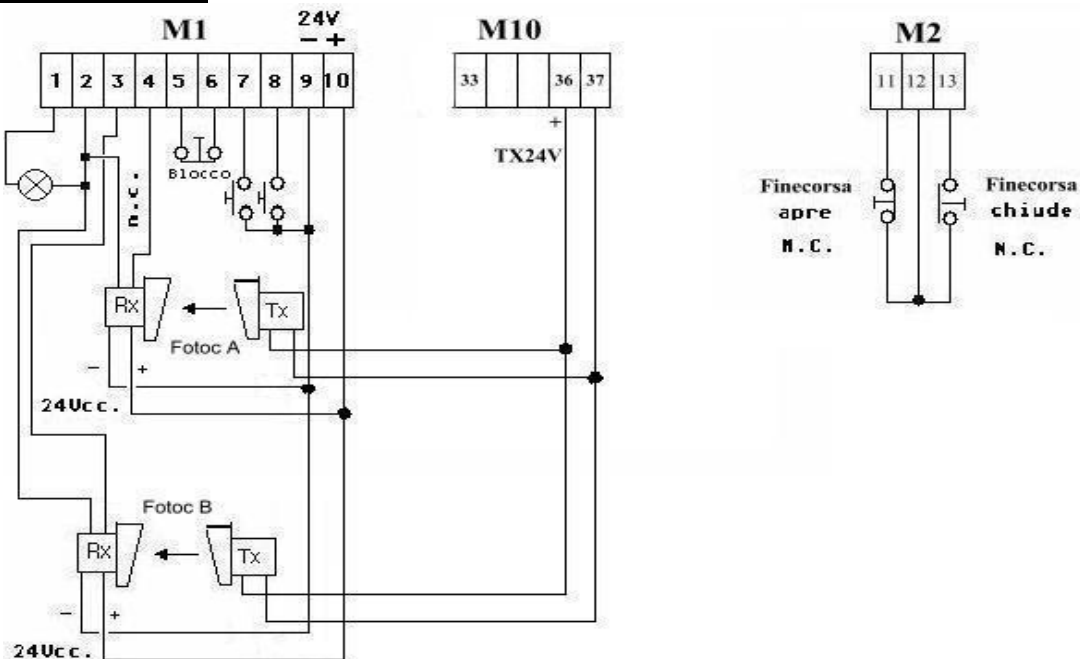 24V
M1 M10 M2
- +
1 2 3 4 5 6 7 8 9 10
33 36 37
11 12 13
+
TX24V
Blocco
n.c.
Finecorsa
apre
N.C.
Finecorsa
chiude
N.C.
Rx
Tx
Fotoc A
- +
24Vcc.
Fotoc B
Rx
Tx
- +
24Vcc.